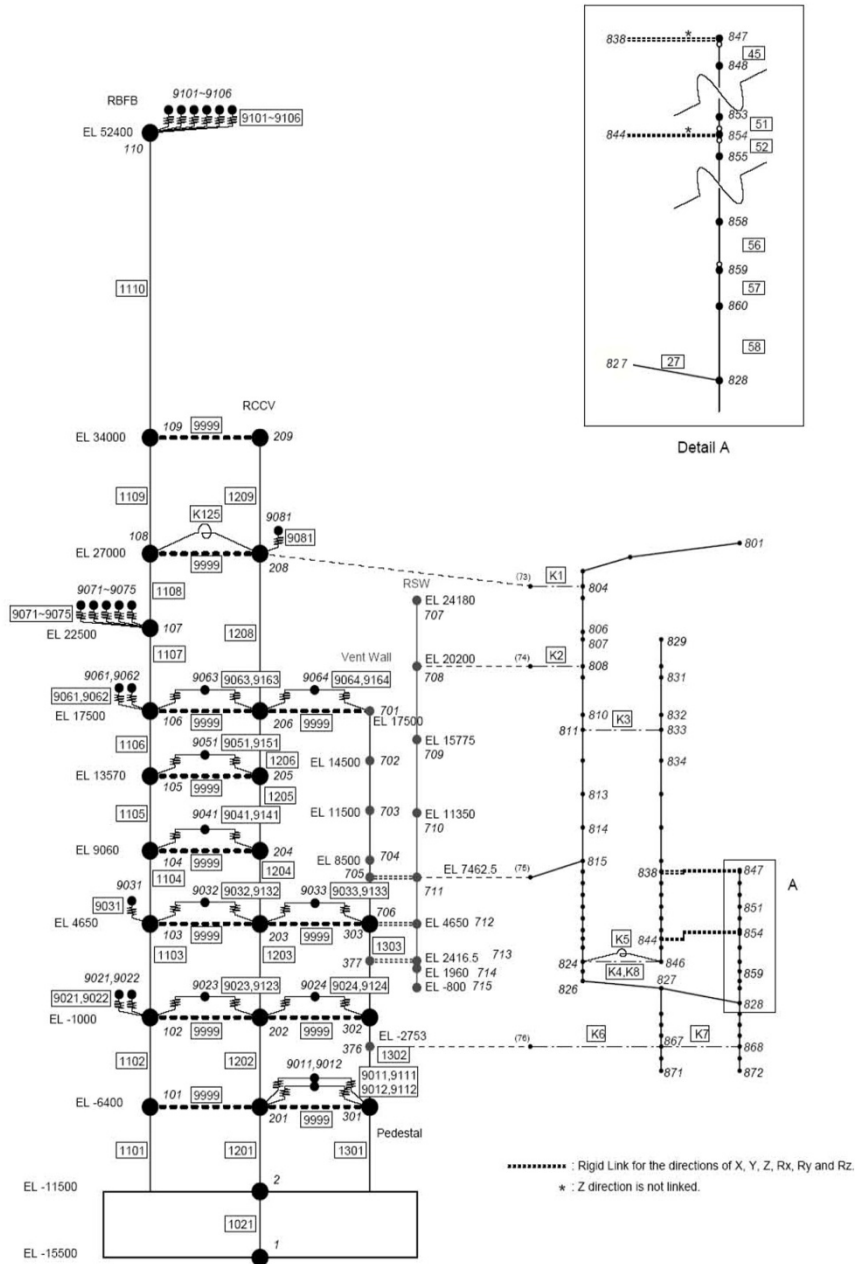 838 * 847
45
848
853
51
844 * 854
52
855
858
56
859
57
860
58
827 27
828
Detail A
9101~9106
RBFB
9101~9106
EL 52400
110
1110
RCCV
109 9999
EL 34000 209
1109 K125 1209
108 9081
9081
EL 27000 9999 208
(73) K1 801
804
1108
RSW
9071~9075
9071~9075
EL 22500 107
EL 24180
707
1107 1208
Vent Wall
806
807 829
EL 20200 (74) K2 808
708
831
9061,9062 9063 9063,9163 9064 9064,9164
9061,9062
701
EL 17500 106 9999 206 9999 EL 17500
810 832
811 K3 833
1106 9051 9051,9151 1206
EL 14500 702
EL 15775
709
834
EL 13570 105 9999 205
1105 1205
9041 9041,9141
EL 11500 703
EL 11350
710
813
814
EL 9060 104 9999 204
EL 8500 704
1104 1204
705 711 EL 7462.5 (75) 815
838 847
A
9031 9032 9032,9132 9033 9033,9133
9031
706
851
EL 4650 103 9999 203 9999 303
EL 4650 712
844 854
1103 1203 1303
K5
377 EL 2416.5 713
824 K4,K8 846
EL 1960 714
859
9021,9022 9023 9023,9123 9024 9024,9124
9021,9022
EL -800 715
826 827
828
EL -1000 102 9999 202 9999 302
EL -2753
376 (76) K6 867 K7 868
1102 1202 1302
871 872
9011,9012 9011,9111
9012,9112
EL -6400 101 9999 201 9999 301
Pedestal
1101 1201 1301
: Rigid Link for the directions of X, Y, Z, Rx, Ry and Rz.
* : Z direction is not linked.
2
EL -11500
1021
1
EL -15500